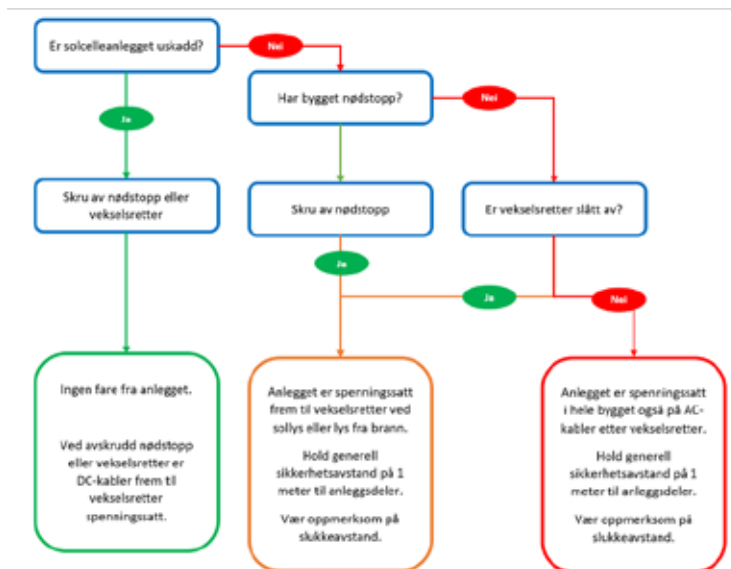 Er solcelleanlegget uskadd?
Nei
Har bygget nødstopp?
Nei
Ja
Skru av nødstopp eller
vekselsretter
Skru av nødstopp
Er vekselsretter slått av?
Ja
Ja
Nei
Ingen fare fra anlegget.
Ved avskrudd nødstopp
eller vekselsretter er
DC-kabler frem til
vekselsretter
spenningssatt.
Anlegget er spenningssatt
frem til vekselsretter ved
sollys eller lys fra brann.
Hold generell
sikkerhetsavstand på 1
meter til anleggsdeler.
Vær oppmerksom på
slukkeavstand.
Anlegget er spenningssatt
i hele bygget også på AC-
kabler etter vekselsretter.
Hold generell
sikkerhetsavstand på 1
meter til anleggsdeler.
Vær oppmerksom på
slukkeavstand.